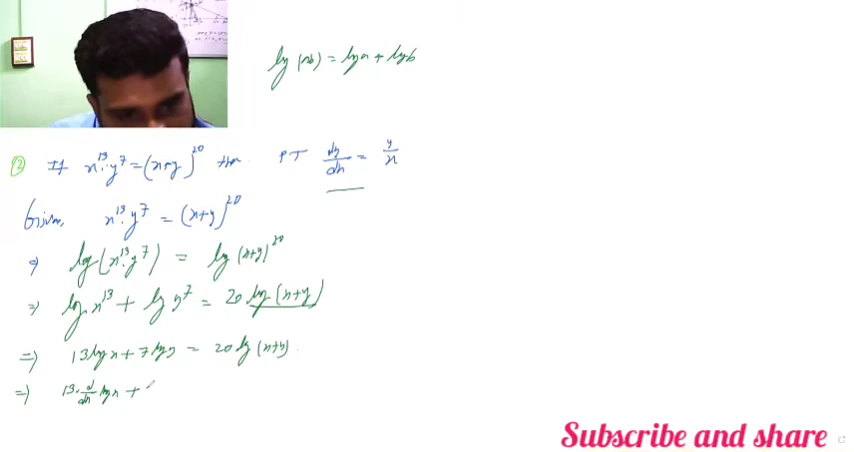 log (ab) = log a + log b
② If x¹³·y⁷ = (x+y)²⁰ then PT dy/dx = y/x
Given, x¹³·y⁷ = (x+y)²⁰
⇒ log(x¹³·y⁷) = log (x+y)²⁰
⇒ log x¹³ + log y⁷ = 20 log (x+y)
⇒ 13 log x + 7 log y = 20 log (x+y).
⇒ 13·d/dx log x +
Subscribe and share